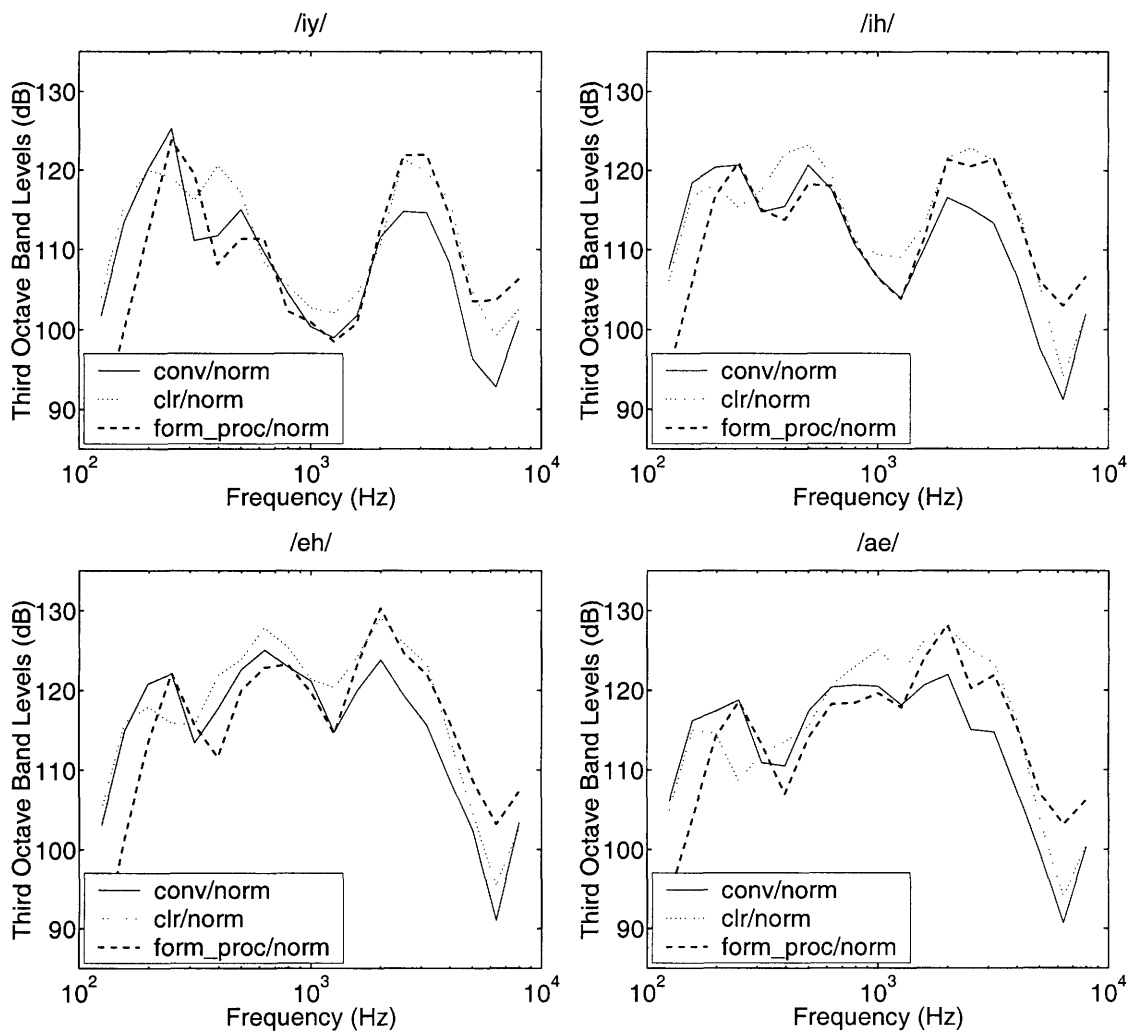 /iy/
Third Octave Band Levels (dB)
130
120
110
100
90
conv/norm
clr/norm
form_proc/norm
10^2
10^3
10^4
Frequency (Hz)
/ih/
Third Octave Band Levels (dB)
130
120
110
100
90
conv/norm
clr/norm
form_proc/norm
10^2
10^3
10^4
Frequency (Hz)
/eh/
Third Octave Band Levels (dB)
130
120
110
100
90
conv/norm
clr/norm
form_proc/norm
10^2
10^3
10^4
Frequency (Hz)
/ae/
Third Octave Band Levels (dB)
130
120
110
100
90
conv/norm
clr/norm
form_proc/norm
10^2
10^3
10^4
Frequency (Hz)